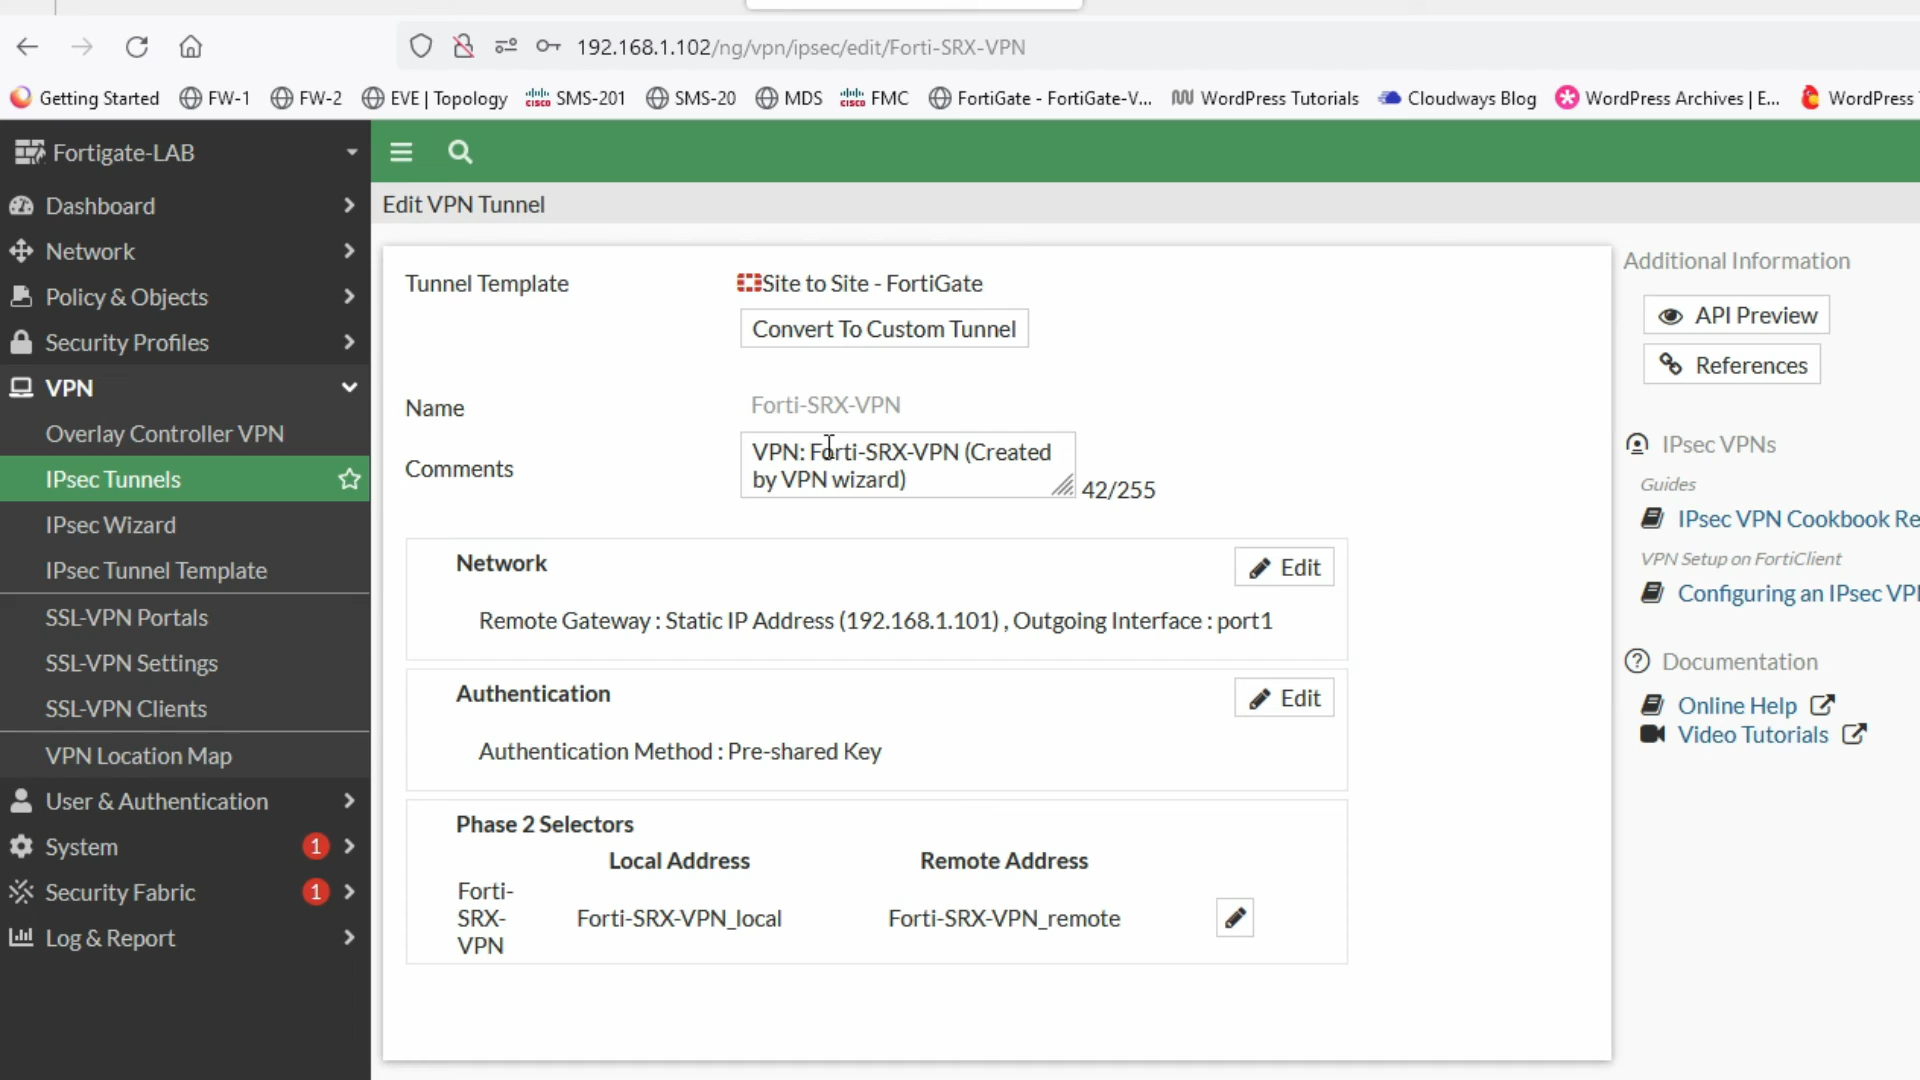 192.168.1.102/ng/vpn/ipsec/edit/Forti-SRX-VPN
Getting Started FW-1 FW-2 EVE | Topology SMS-201 SMS-20 MDS FMC FortiGate - FortiGate-V... WordPress Tutorials Cloudways Blog WordPress Archives | E... WordPress
Fortigate-LAB
Dashboard
Network
Policy & Objects
Security Profiles
VPN
Overlay Controller VPN
IPsec Tunnels
IPsec Wizard
IPsec Tunnel Template
SSL-VPN Portals
SSL-VPN Settings
SSL-VPN Clients
VPN Location Map
User & Authentication
System 1
Security Fabric 1
Log & Report
Edit VPN Tunnel
Tunnel Template Site to Site - FortiGate
Convert To Custom Tunnel
Name Forti-SRX-VPN
Comments VPN: Forti-SRX-VPN (Created
by VPN wizard) 42/255
Network Edit
Remote Gateway : Static IP Address (192.168.1.101) , Outgoing Interface : port1
Authentication Edit
Authentication Method : Pre-shared Key
Phase 2 Selectors
Local Address Remote Address
Forti-
SRX-
VPN
Forti-SRX-VPN_local Forti-SRX-VPN_remote
Additional Information
API Preview
References
IPsec VPNs
Guides
IPsec VPN Cookbook Re
VPN Setup on FortiClient
Configuring an IPsec VPN
Documentation
Online Help
Video Tutorials